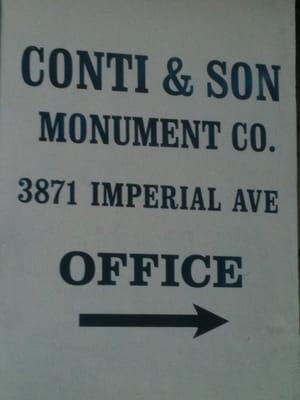 CONTI & SON
MONUMENT CO.
3871 IMPERIAL AVE
OFFICE